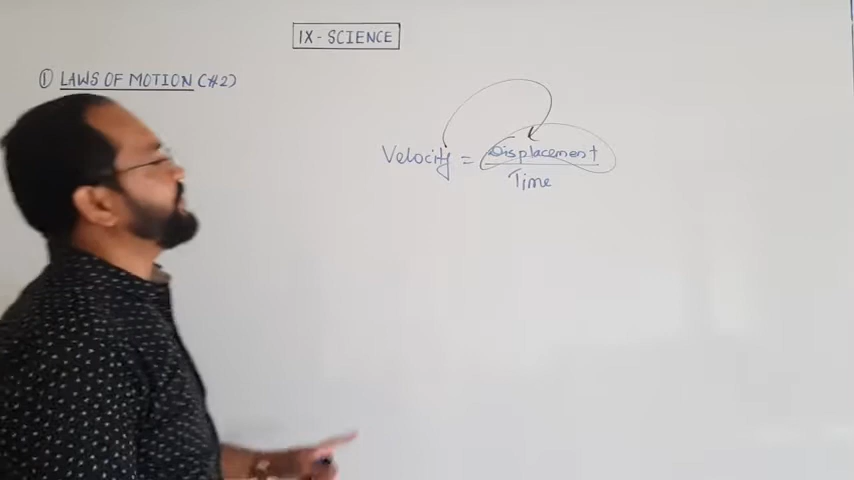 IX - SCIENCE
① LAWS OF MOTION (#2)
Velocity = Displacement
Time